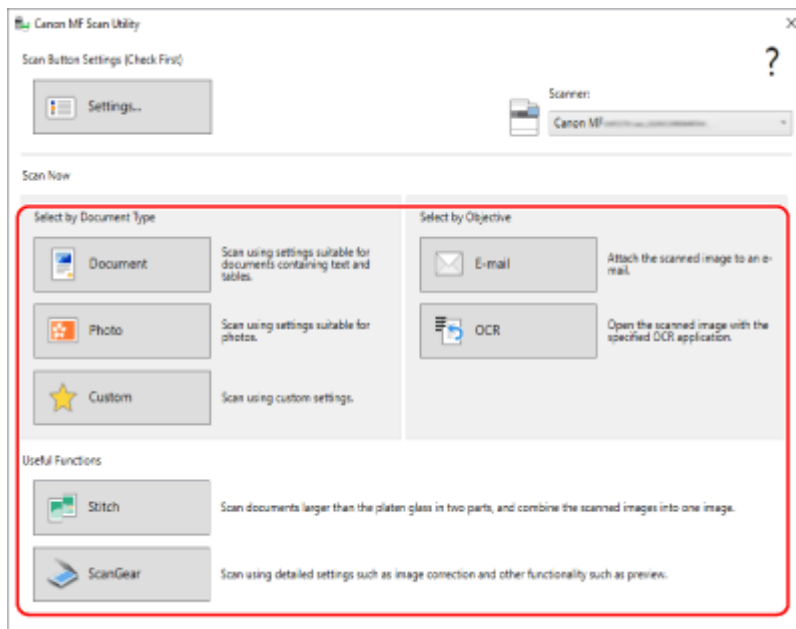 Canon MF Scan Utility
Scan Button Settings (Check First)
?
Settings...
Scanner:
Canon MF
Scan Now
Select by Document Type
Document
Scan using settings suitable for
documents containing text and
tables.
Photo
Scan using settings suitable for
photos.
Custom
Scan using custom settings.
Select by Objective
E-mail
Attach the scanned image to an e-
mail.
OCR
Open the scanned image with the
specified OCR application.
Useful Functions
Stitch
Scan documents larger than the platen glass in two parts, and combine the scanned images into one image.
ScanGear
Scan using detailed settings such as image correction and other functionality such as preview.